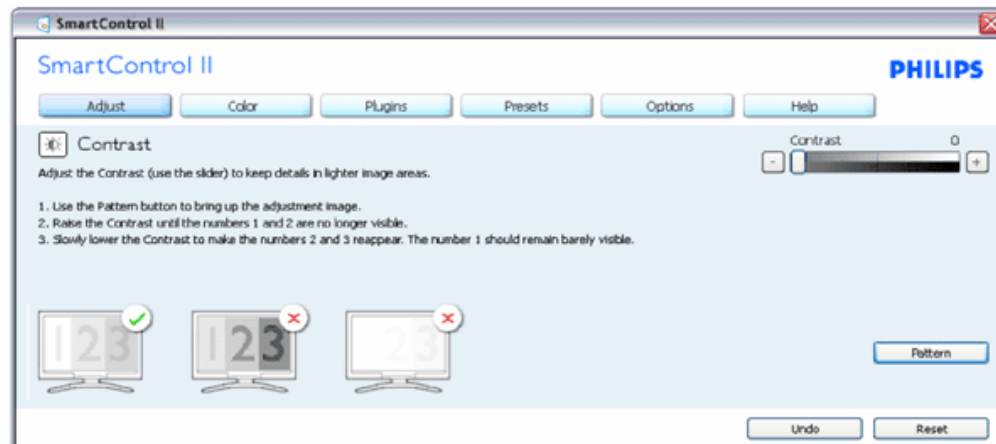 SmartControl II
SmartControl II
PHILIPS
Adjust Color Plugins Presets Options Help
Contrast
Contrast 0
- +
Adjust the Contrast (use the slider) to keep details in lighter image areas.
1. Use the Pattern button to bring up the adjustment image.
2. Raise the Contrast until the numbers 1 and 2 are no longer visible.
3. Slowly lower the Contrast to make the numbers 2 and 3 reappear. The number 1 should remain barely visible.
1 2 3
1 2 3
2 3
Pattern
Undo Reset